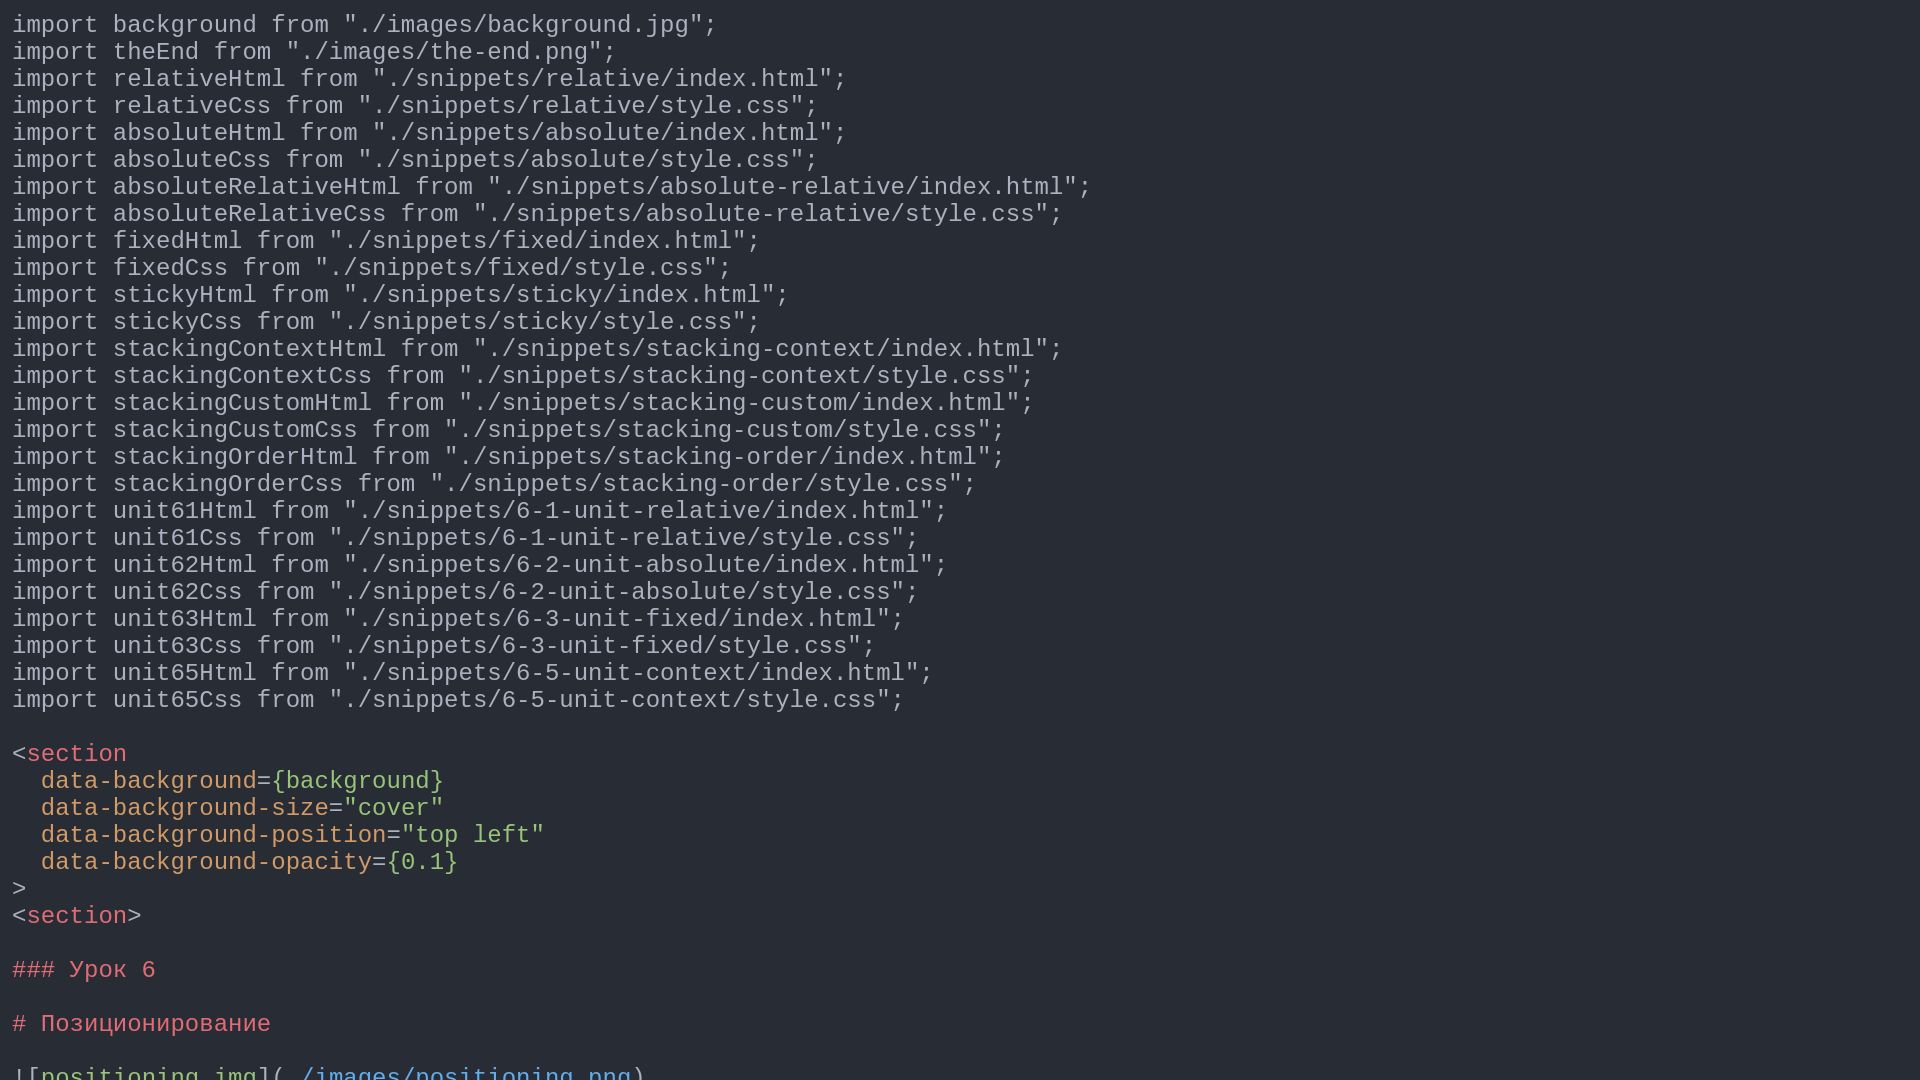 import background from "./images/background.jpg";
import theEnd from "./images/the-end.png";
import relativeHtml from "./snippets/relative/index.html";
import relativeCss from "./snippets/relative/style.css";
import absoluteHtml from "./snippets/absolute/index.html";
import absoluteCss from "./snippets/absolute/style.css";
import absoluteRelativeHtml from "./snippets/absolute-relative/index.html";
import absoluteRelativeCss from "./snippets/absolute-relative/style.css";
import fixedHtml from "./snippets/fixed/index.html";
import fixedCss from "./snippets/fixed/style.css";
import stickyHtml from "./snippets/sticky/index.html";
import stickyCss from "./snippets/sticky/style.css";
import stackingContextHtml from "./snippets/stacking-context/index.html";
import stackingContextCss from "./snippets/stacking-context/style.css";
import stackingCustomHtml from "./snippets/stacking-custom/index.html";
import stackingCustomCss from "./snippets/stacking-custom/style.css";
import stackingOrderHtml from "./snippets/stacking-order/index.html";
import stackingOrderCss from "./snippets/stacking-order/style.css";
import unit61Html from "./snippets/6-1-unit-relative/index.html";
import unit61Css from "./snippets/6-1-unit-relative/style.css";
import unit62Html from "./snippets/6-2-unit-absolute/index.html";
import unit62Css from "./snippets/6-2-unit-absolute/style.css";
import unit63Html from "./snippets/6-3-unit-fixed/index.html";
import unit63Css from "./snippets/6-3-unit-fixed/style.css";
import unit65Html from "./snippets/6-5-unit-context/index.html";
import unit65Css from "./snippets/6-5-unit-context/style.css";

<section
  data-background={background}
  data-background-size="cover"
  data-background-position="top left"
  data-background-opacity={0.1}
>
<section>

### Урок 6

# Позиционирование

![positioning img](./images/positioning.png)